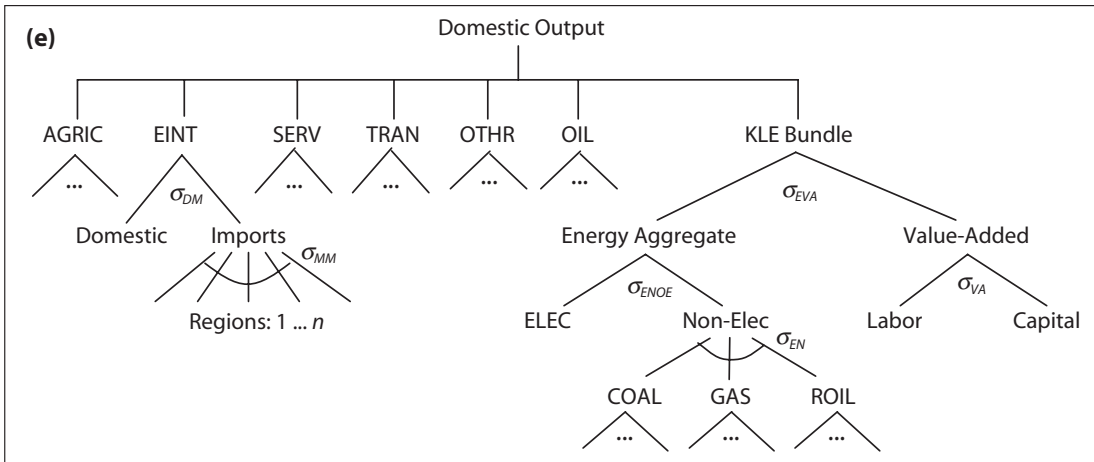 (e)
Domestic Output
AGRIC EINT SERV TRAN OTHR OIL KLE Bundle
... ... ... ... ...
σDM σEVA
Domestic Imports Energy Aggregate Value-Added
σMM σENOE σVA
Regions: 1 ... n ELEC Non-Elec Labor Capital
σEN
COAL GAS ROIL
... ... ...